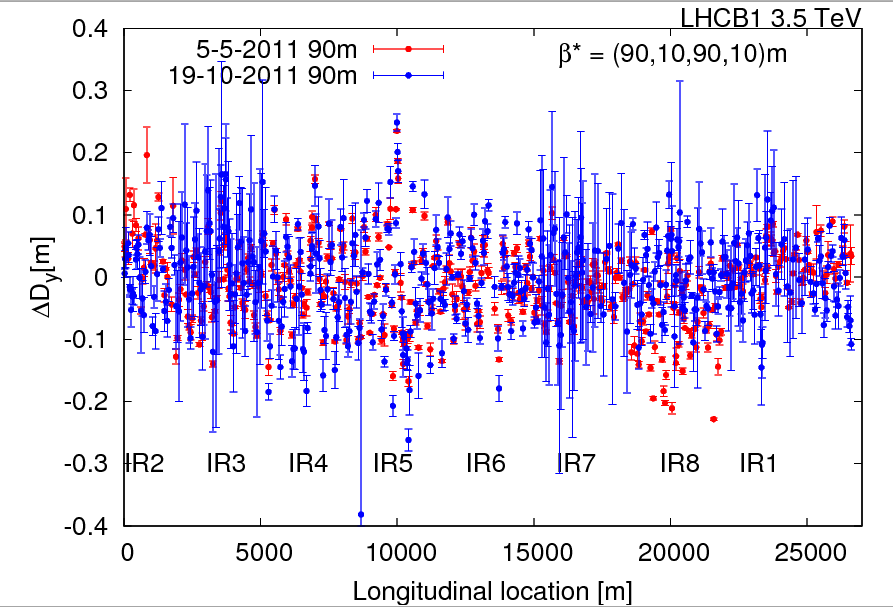 LHCB1 3.5 TeV
5-5-2011 90m
19-10-2011 90m
β* = (90,10,90,10)m
0.4
0.3
0.2
0.1
0
-0.1
-0.2
-0.3
-0.4
ΔDy[m]
IR2 IR3 IR4 IR5 IR6 IR7 IR8 IR1
0 5000 10000 15000 20000 25000
Longitudinal location [m]